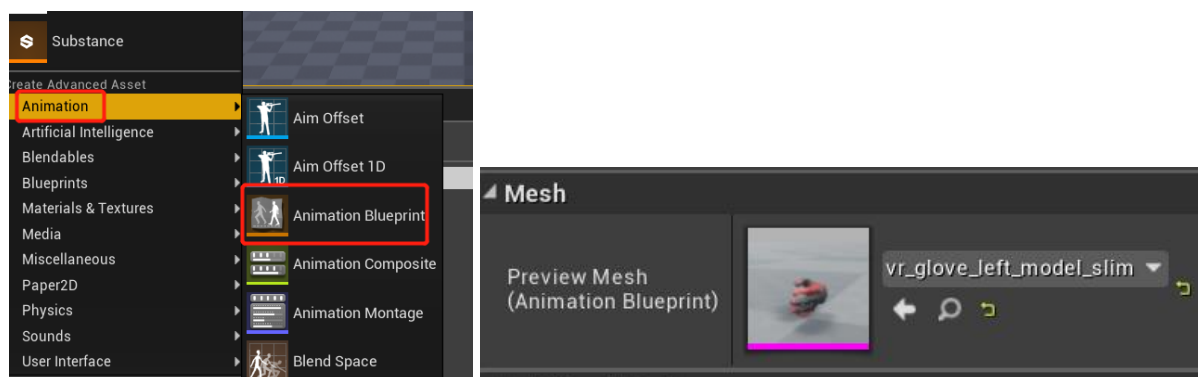 Substance
Create Advanced Asset
Animation
Artificial Intelligence
Blendables
Blueprints
Materials & Textures
Media
Miscellaneous
Paper2D
Physics
Sounds
User Interface
Aim Offset
Aim Offset 1D
1D
Animation Blueprint
Animation Composite
Animation Montage
Blend Space
Mesh
Preview Mesh
(Animation Blueprint)
vr_glove_left_model_slim